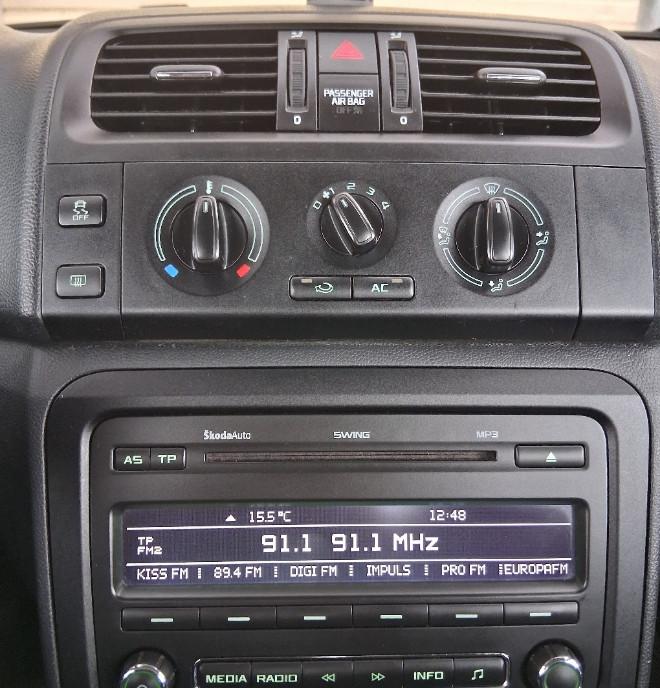 PASSENGER
AIR BAG
OFF
0 0
OFF
0 1 2 3 4
AC
ŠkodaAuto SWING MP3
AS TP
15.5 °C 12:48
TP
FM2
91.1 91.1 MHz
KISS FM 89.4 FM DIGI FM IMPULS PRO FM EUROPAFM
MEDIA RADIO INFO